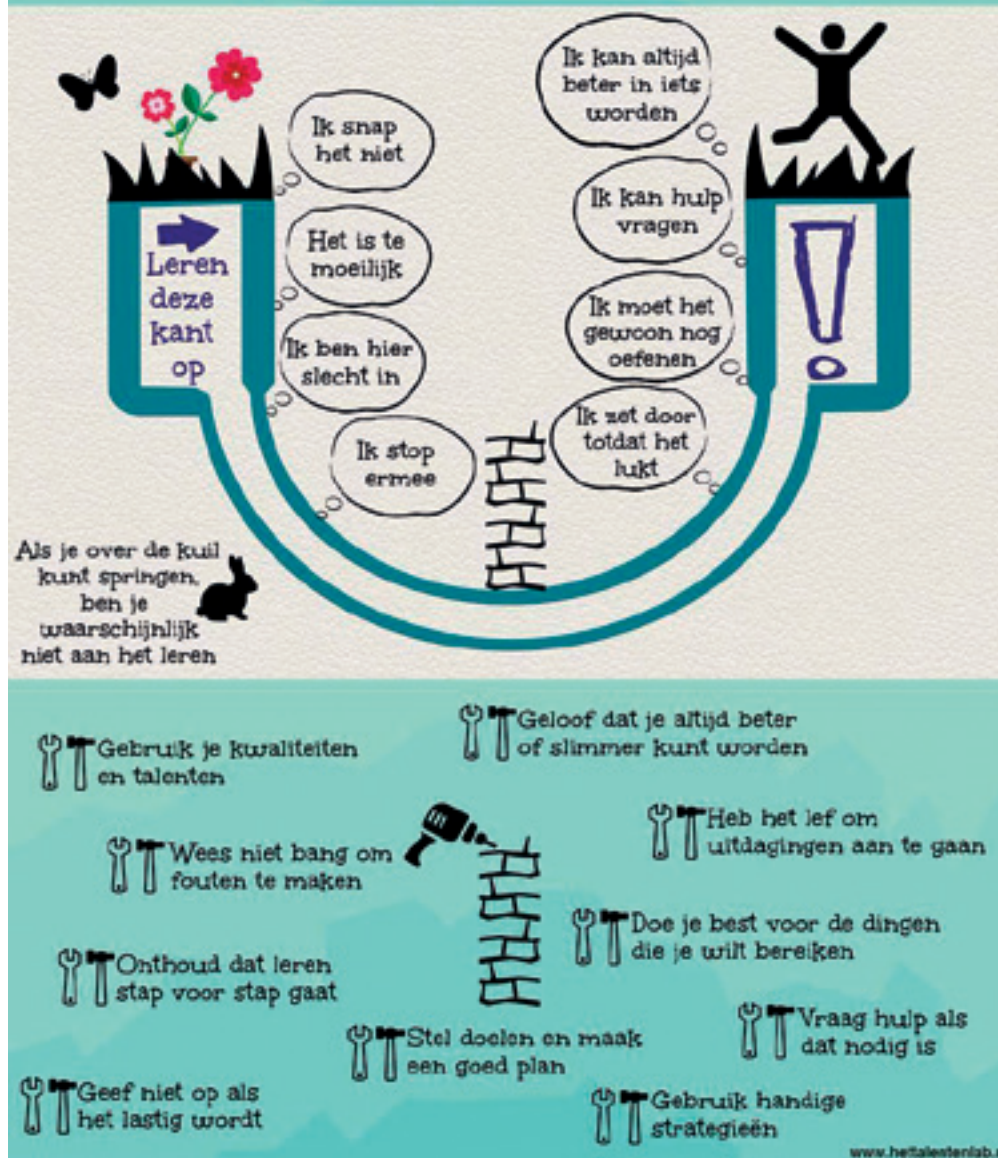 Ik snap
het niet
Het is te
moeilijk
Ik ben hier
slecht in
Ik stop
ermee
Ik kan altijd
beter in iets
worden
Ik kan hulp
vragen
Ik moet het
gewoon nog
oefenen
Ik zet door
totdat het
lukt
Leren
deze
kant
op
!
Als je over de kuil
kunt springen,
ben je
waarschijnlijk
niet aan het leren
Gebruik je kwaliteiten
en talenten
Geloof dat je altijd beter
of slimmer kunt worden
Wees niet bang om
fouten te maken
Heb het lef om
uitdagingen aan te gaan
Doe je best voor de dingen
die je wilt bereiken
Onthoud dat leren
stap voor stap gaat
Stel doelen en maak
een goed plan
Vraag hulp als
dat nodig is
Geef niet op als
het lastig wordt
Gebruik handige
strategieën
www.hettalentenlab.